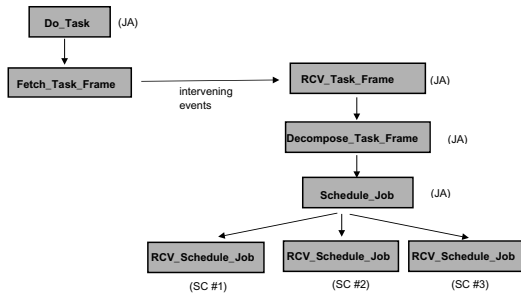 Do_Task
(JA)
Fetch_Task_Frame
intervening
events
RCV_Task_Frame
(JA)
Decompose_Task_Frame
(JA)
Schedule_Job
(JA)
RCV_Schedule_Job
RCV_Schedule_Job
RCV_Schedule_Job
(SC #1)
(SC #2)
(SC #3)